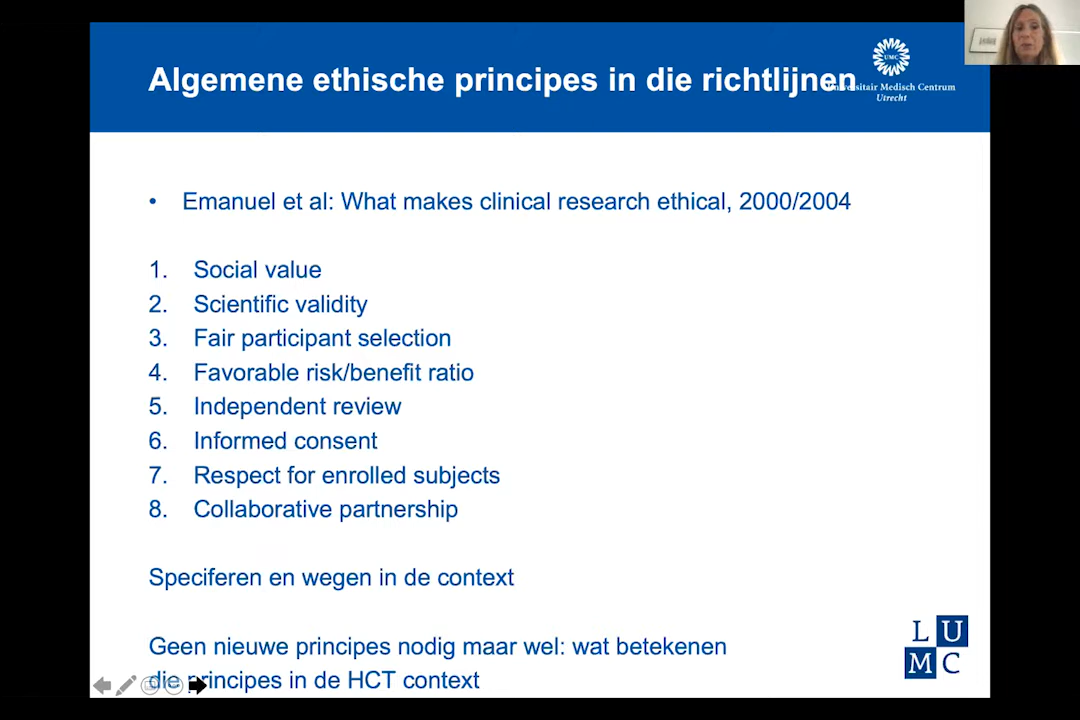 Algemene ethische principes in die richtlijnen
UMC
Universitair Medisch Centrum
Utrecht
• Emanuel et al: What makes clinical research ethical, 2000/2004
1. Social value
2. Scientific validity
3. Fair participant selection
4. Favorable risk/benefit ratio
5. Independent review
6. Informed consent
7. Respect for enrolled subjects
8. Collaborative partnership
Speciferen en wegen in de context
Geen nieuwe principes nodig maar wel: wat betekenen
die principes in de HCT context
L U
M C